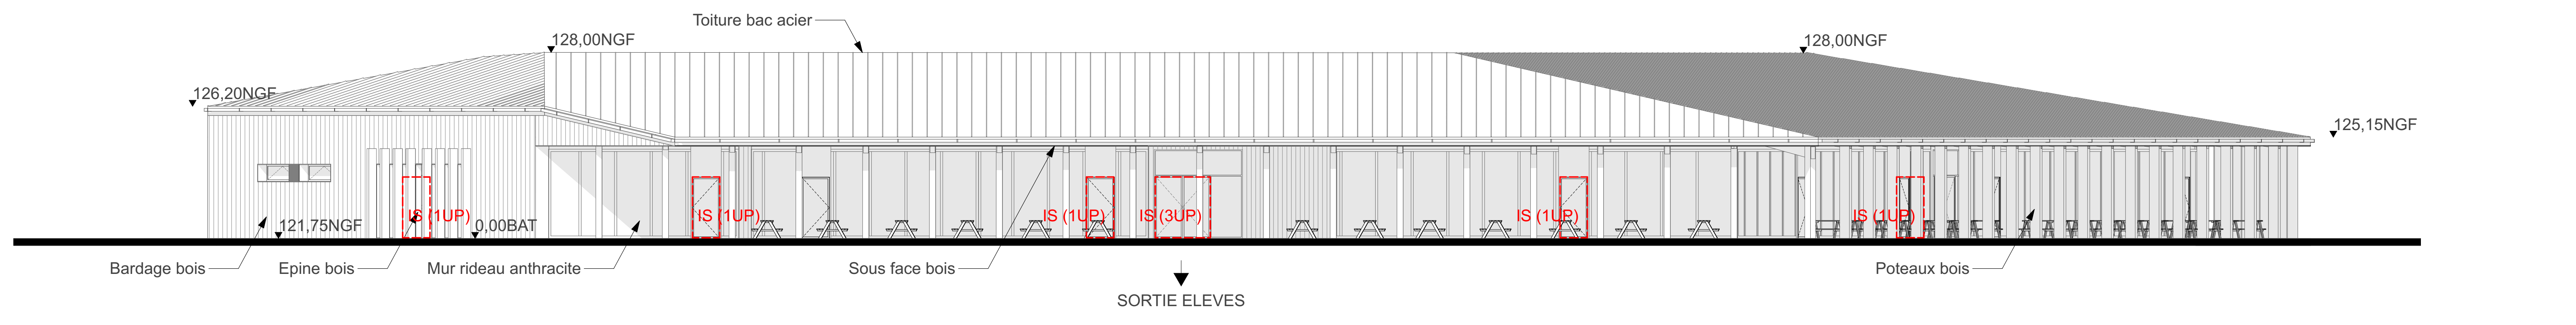 Toiture bac acier
128,00NGF
128,00NGF
126,20NGF
125,15NGF
IS (1UP)
IS (1UP)
IS (1UP)
IS (3UP)
IS (1UP)
IS (1UP)
121,75NGF
0,00BAT
Bardage bois
Epine bois
Mur rideau anthracite
Sous face bois
Poteaux bois
SORTIE ELEVES